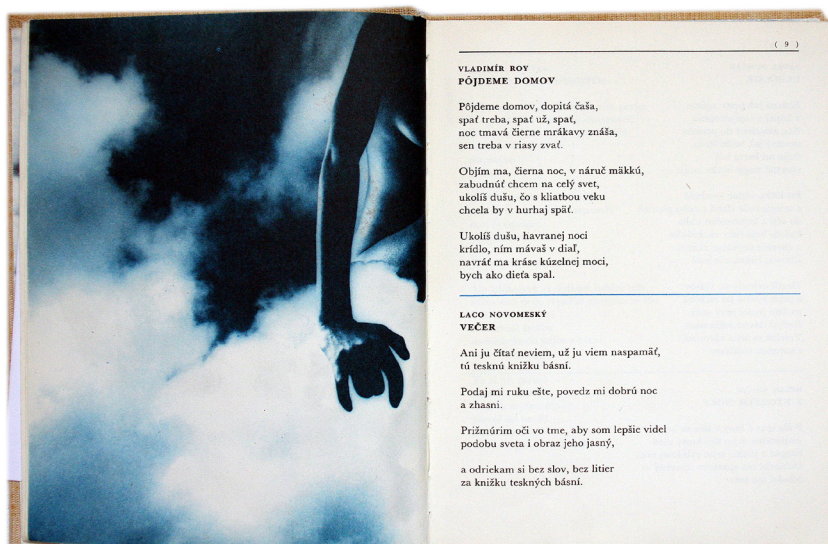 ( 9 )
VLADIMÍR ROY
PÔJDEME DOMOV
Pôjdeme domov, dopitá čaša,
spať treba, spať už, spať,
noc tmavá čierne mrákavy znáša,
sen treba v riasy zvať.
Objím ma, čierna noc, v náruč mäkkú,
zabudnúť chcem na celý svet,
ukolíš dušu, čo s kliatbou veku
chcela by v hurhaj späť.
Ukolíš dušu, havranej noci
krídlo, ním mávaš v diaľ,
navráť ma kráse kúzelnej moci,
bych ako dieťa spal.
LACO NOVOMESKÝ
VEČER
Ani ju čítať neviem, už ju viem naspamäť,
tú tesknú knižku básní.
Podaj mi ruku ešte, povedz mi dobrú noc
a zhasni.
Prižmúrim oči vo tme, aby som lepšie videl
podobu sveta i obraz jeho jasný,
a odriekam si bez slov, bez litier
za knižku teskných básní.